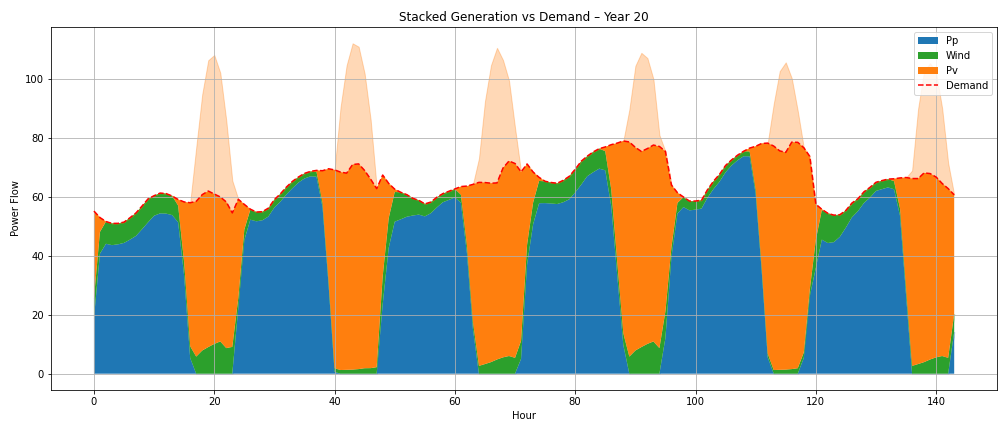 Stacked Generation vs Demand – Year 20
Pp
Wind
Pv
Demand
Power Flow
100
80
60
40
20
0
0 20 40 60 80 100 120 140
Hour